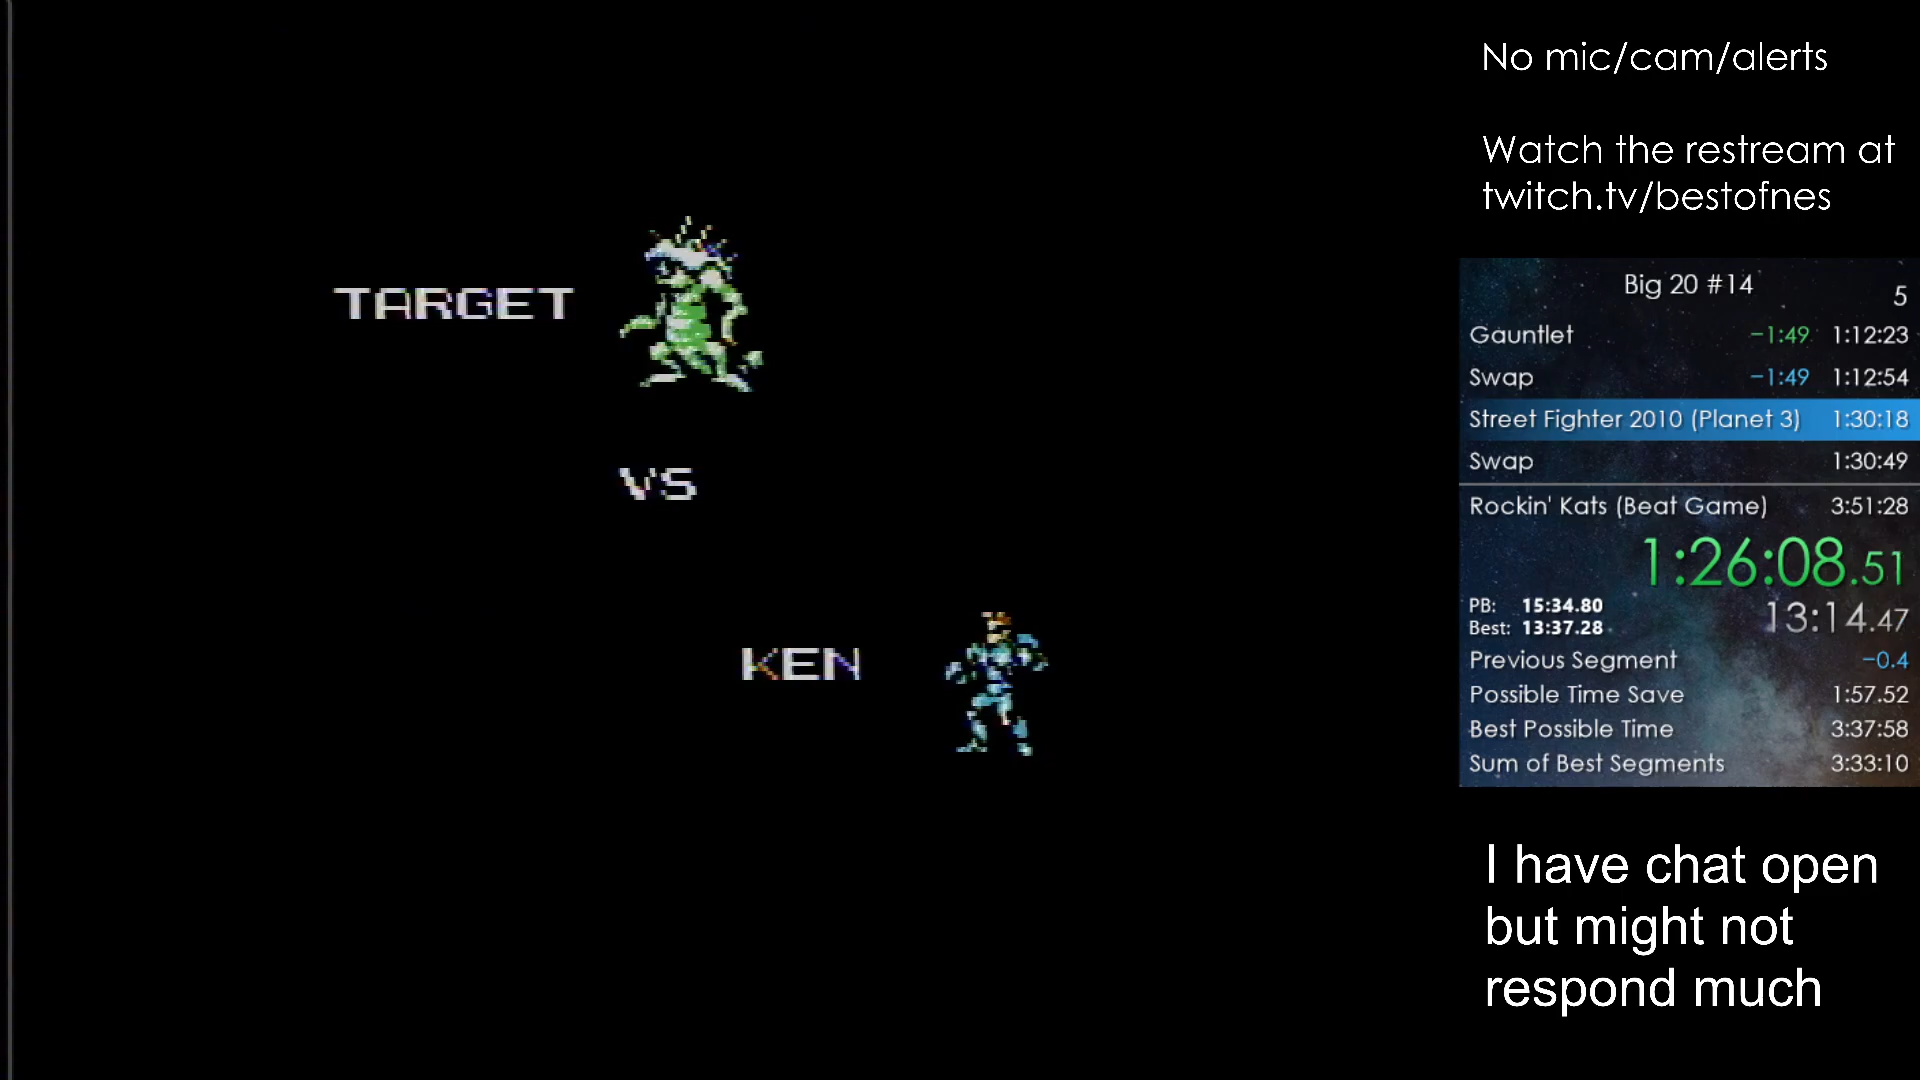 TARGET
VS
KEN
No mic/cam/alerts
Watch the restream at
twitch.tv/bestofnes
Big 20 #14
5
Gauntlet −1:49 1:12:23
Swap −1:49 1:12:54
Street Fighter 2010 (Planet 3) 1:30:18
Swap 1:30:49
Rockin' Kats (Beat Game) 3:51:28
1:26:08.51
PB: 15:34.80
Best: 13:37.28
13:14.47
Previous Segment −0.4
Possible Time Save 1:57.52
Best Possible Time 3:37:58
Sum of Best Segments 3:33:10
I have chat open
but might not
respond much